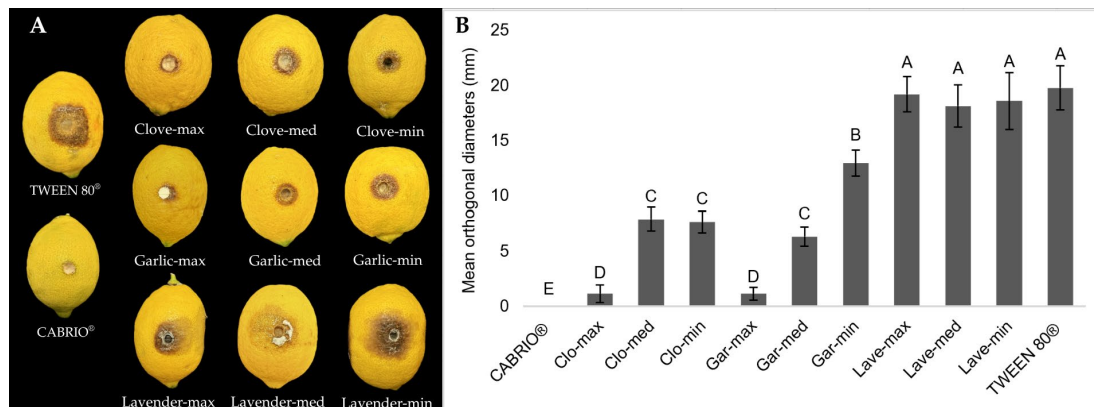 A
TWEEN 80®
CABRIO®
Clove-max
Clove-med
Clove-min
Garlic-max
Garlic-med
Garlic-min
Lavender-max
Lavender-med
Lavender-min
B
Mean orthogonal diameters (mm)
25
20
15
10
5
0
E
D
C
C
D
C
B
A
A
A
A
CABRIO®
Clo-max
Clo-med
Clo-min
Gar-max
Gar-med
Gar-min
Lave-max
Lave-med
Lave-min
TWEEN 80®